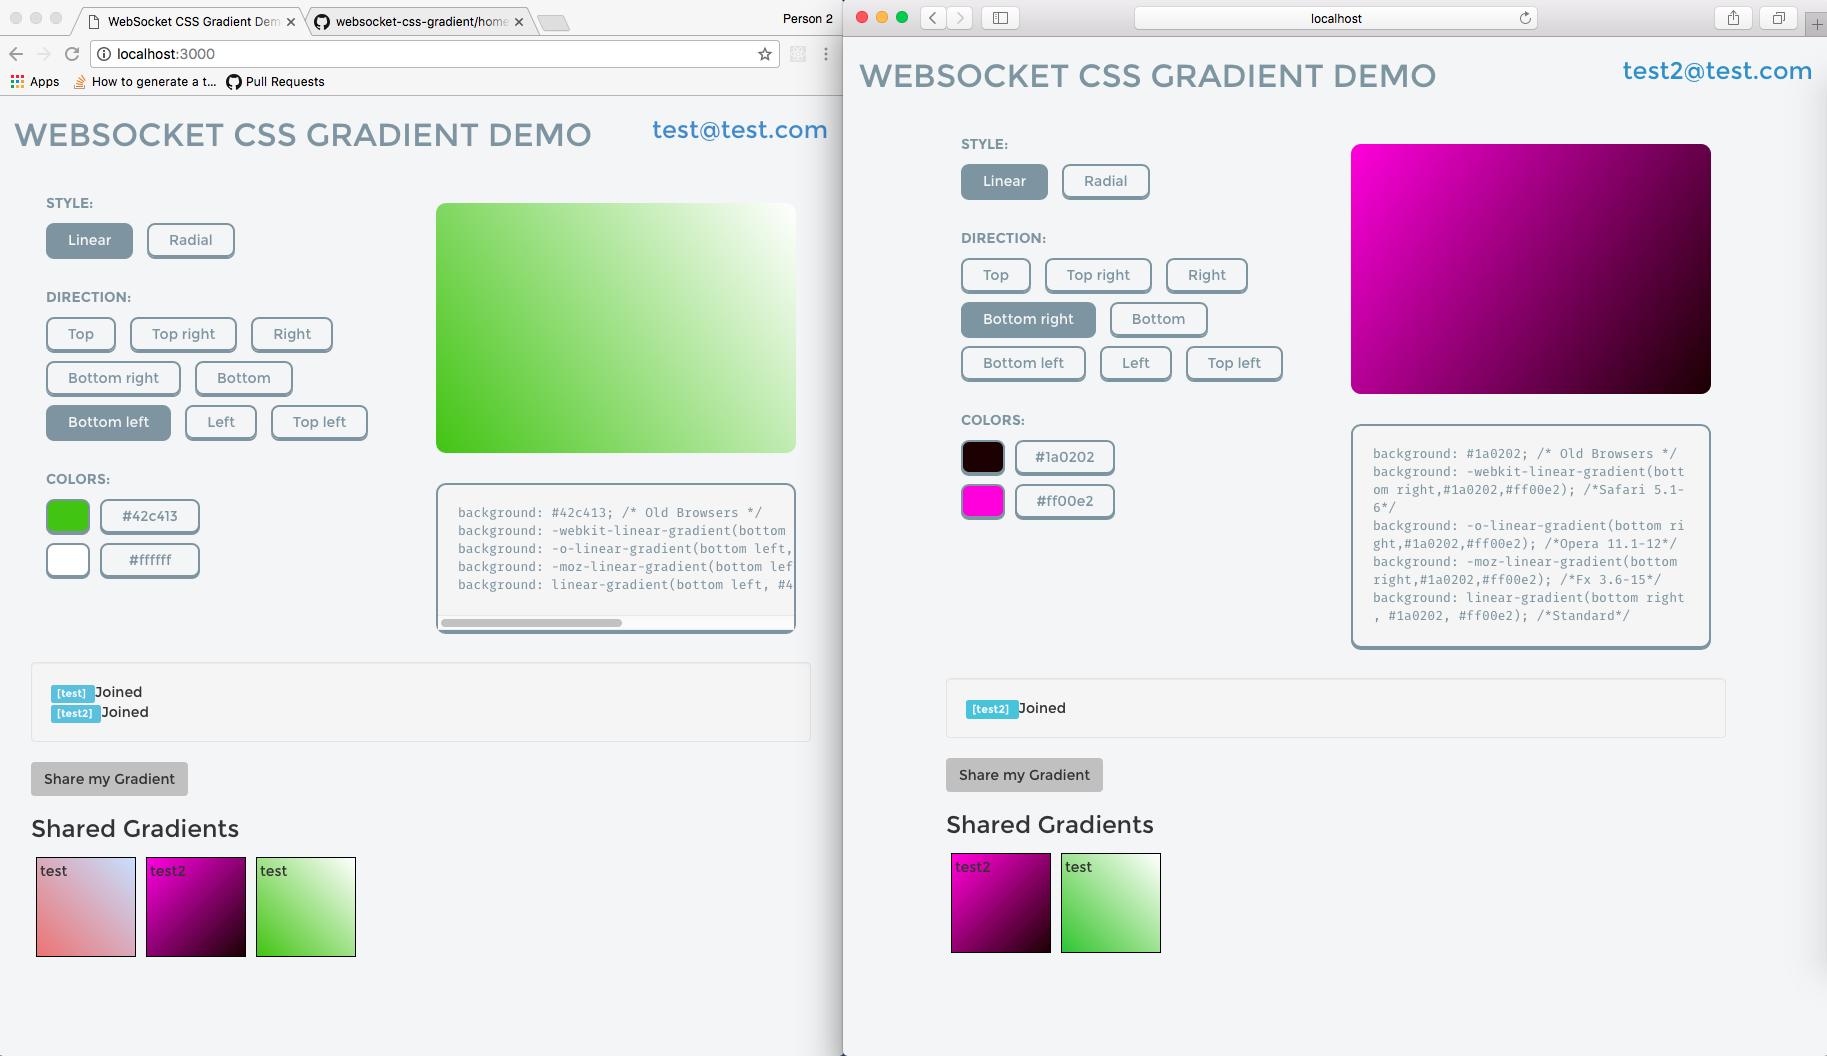 WebSocket CSS Gradient Dem
websocket-css-gradient/home
Person 2
localhost:3000
Apps
How to generate a t...
Pull Requests
WEBSOCKET CSS GRADIENT DEMO
test@test.com
STYLE:
Linear
Radial
DIRECTION:
Top
Top right
Right
Bottom right
Bottom
Bottom left
Left
Top left
COLORS:
#42c413
#ffffff
background: #42c413; /* Old Browsers */
background: -webkit-linear-gradient(bottom
background: -o-linear-gradient(bottom left,
background: -moz-linear-gradient(bottom lef
background: linear-gradient(bottom left, #4
[test] Joined
[test2] Joined
Share my Gradient
Shared Gradients
test
test2
test
localhost
WEBSOCKET CSS GRADIENT DEMO
test2@test.com
STYLE:
Linear
Radial
DIRECTION:
Top
Top right
Right
Bottom right
Bottom
Bottom left
Left
Top left
COLORS:
#1a0202
#ff00e2
background: #1a0202; /* Old Browsers */
background: -webkit-linear-gradient(bott
om right,#1a0202,#ff00e2); /*Safari 5.1-
6*/
background: -o-linear-gradient(bottom ri
ght,#1a0202,#ff00e2); /*Opera 11.1-12*/
background: -moz-linear-gradient(bottom
right,#1a0202,#ff00e2); /*Fx 3.6-15*/
background: linear-gradient(bottom right
, #1a0202, #ff00e2); /*Standard*/
[test2] Joined
Share my Gradient
Shared Gradients
test2
test